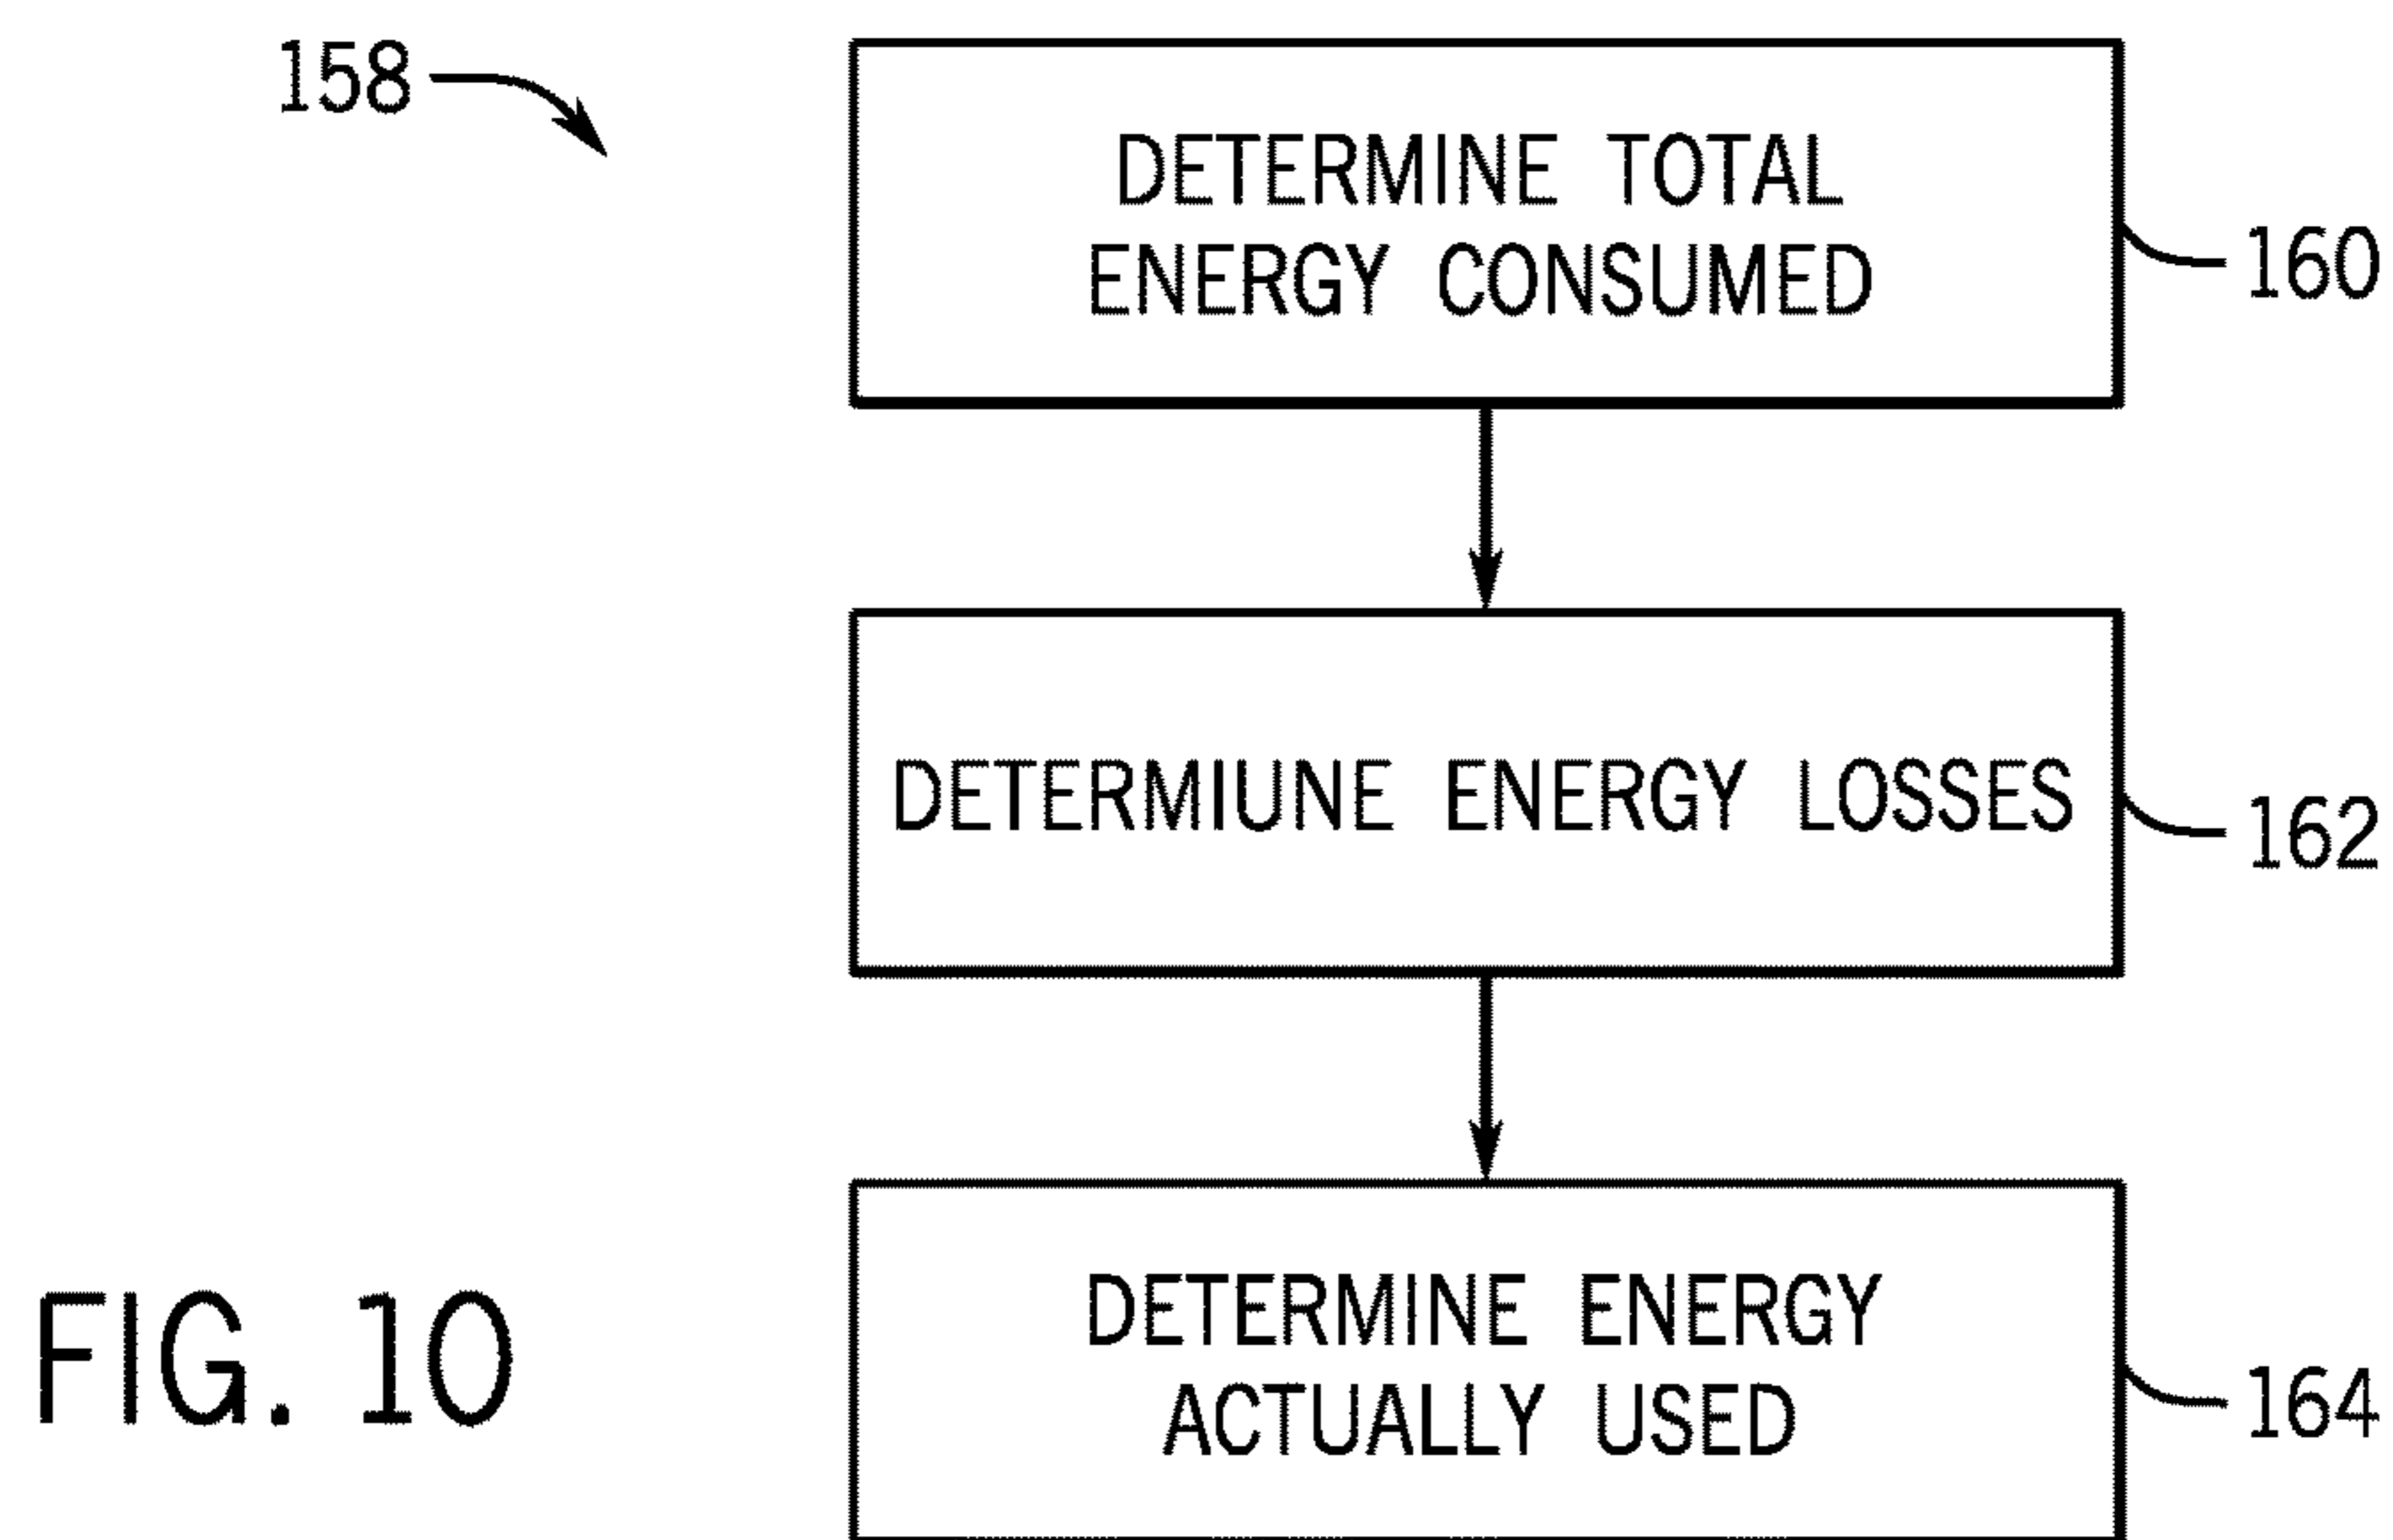 158
DETERMINE TOTAL
ENERGY CONSUMED
160
DETERMIUNE ENERGY LOSSES
162
DETERMINE ENERGY
ACTUALLY USED
164
FIG. 10